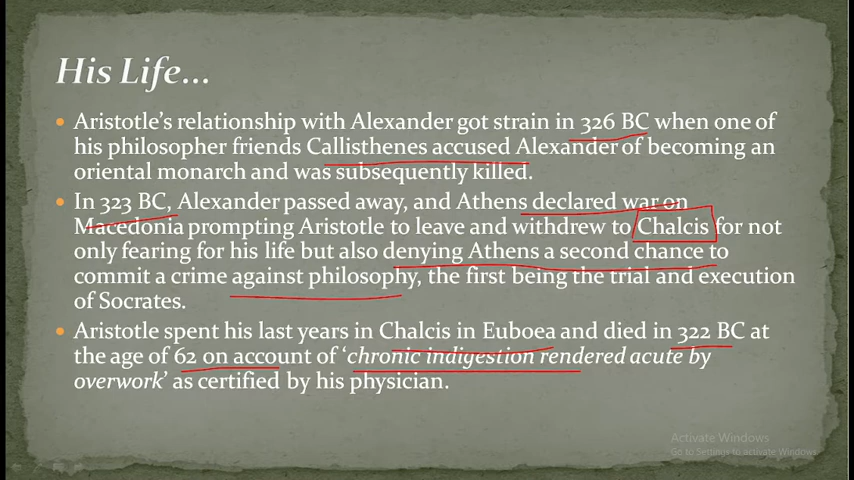 His Life...
• Aristotle's relationship with Alexander got strain in 326 BC when one of
his philosopher friends Callisthenes accused Alexander of becoming an
oriental monarch and was subsequently killed.
• In 323 BC, Alexander passed away, and Athens declared war on
Macedonia prompting Aristotle to leave and withdrew to Chalcis for not
only fearing for his life but also denying Athens a second chance to
commit a crime against philosophy, the first being the trial and execution
of Socrates.
• Aristotle spent his last years in Chalcis in Euboea and died in 322 BC at
the age of 62 on account of ‘chronic indigestion rendered acute by
overwork’ as certified by his physician.
Activate Windows
Go to Settings to activate Windows.